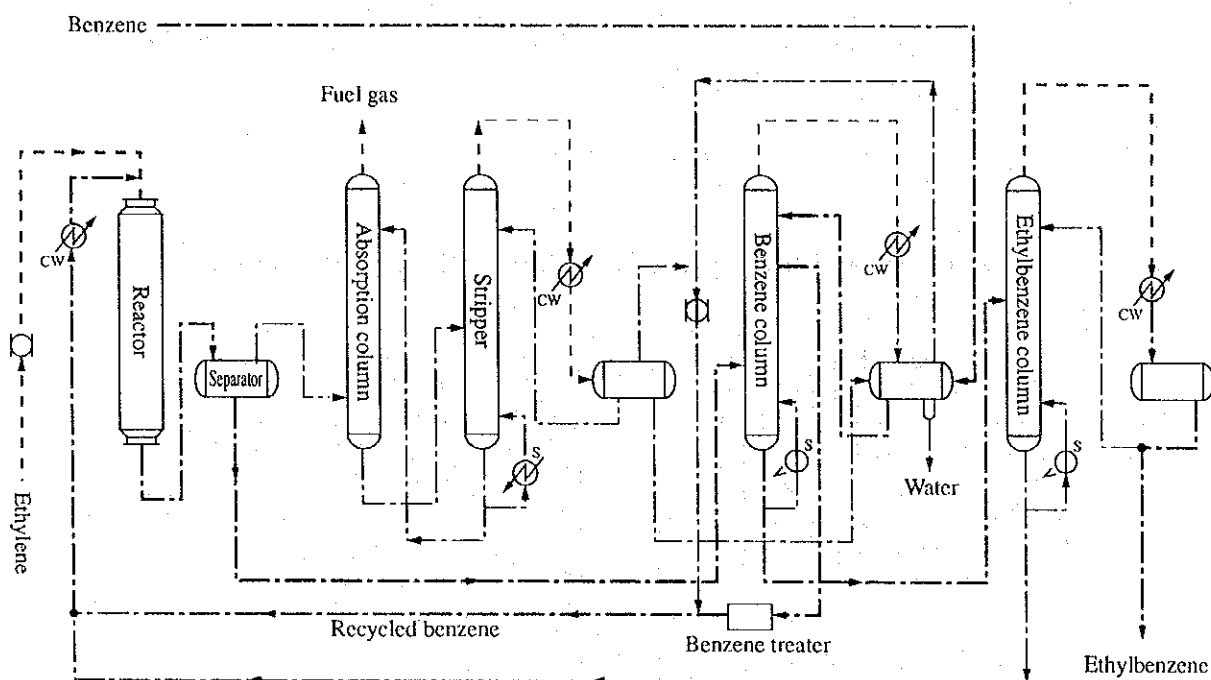 Benzene
Fuel gas
CW
Reactor
Separator
Absorption column
Stripper
CW
S
Benzene column
CW
S
Water
Ethylbenzene column
CW
S
Ethylene
Recycled benzene
Benzene treater
Ethylbenzene